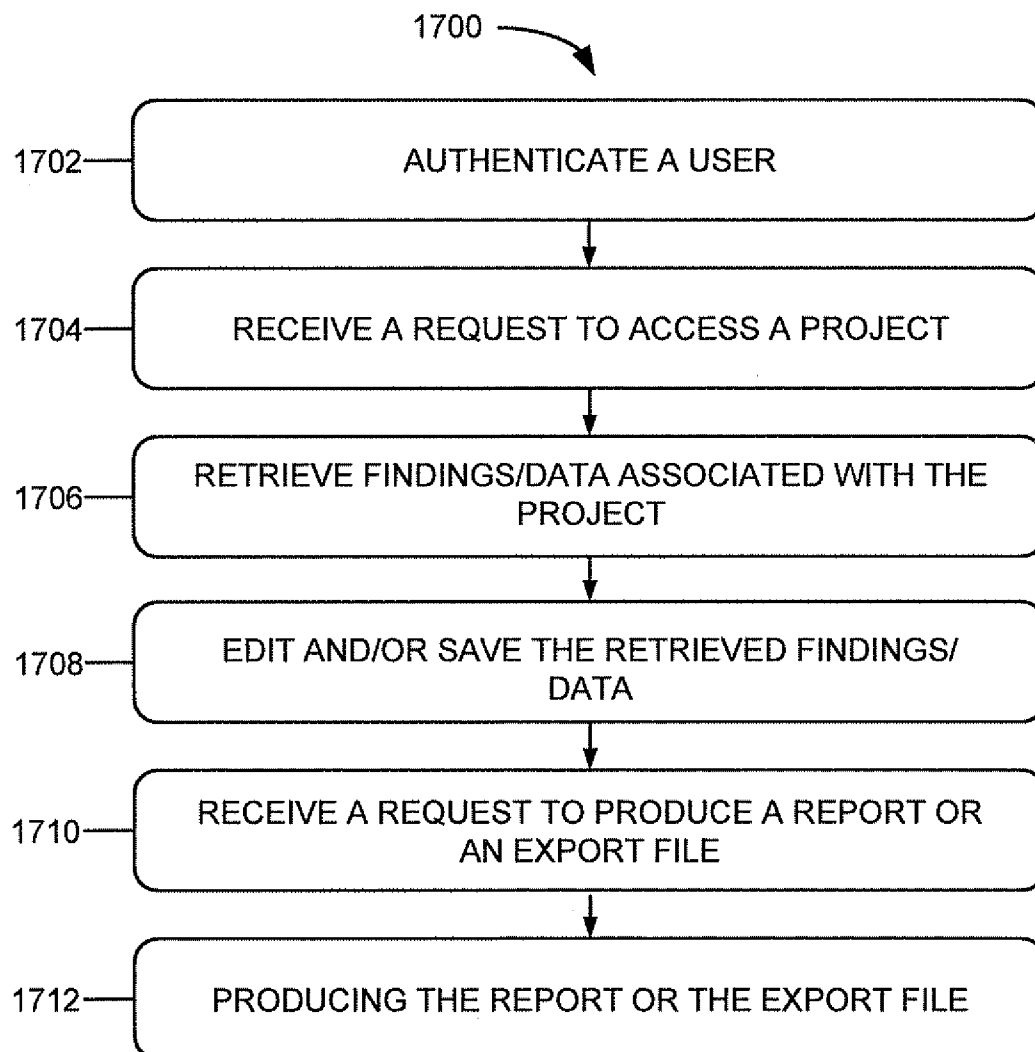 1700
1702
AUTHENTICATE A USER
1704
RECEIVE A REQUEST TO ACCESS A PROJECT
1706
RETRIEVE FINDINGS/DATA ASSOCIATED WITH THE
PROJECT
1708
EDIT AND/OR SAVE THE RETRIEVED FINDINGS/
DATA
1710
RECEIVE A REQUEST TO PRODUCE A REPORT OR
AN EXPORT FILE
1712
PRODUCING THE REPORT OR THE EXPORT FILE